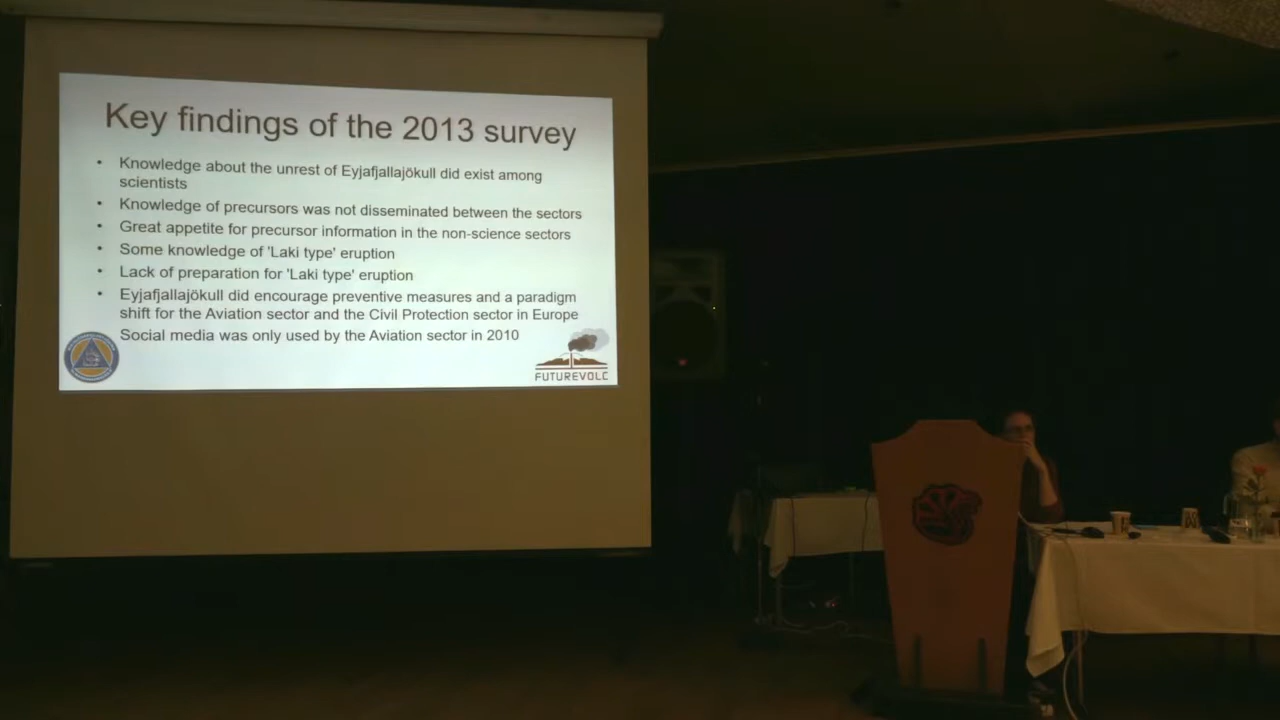 Key findings of the 2013 survey
• Knowledge about the unrest of Eyjafjallajökull did exist among
scientists
• Knowledge of precursors was not disseminated between the sectors
• Great appetite for precursor information in the non-science sectors
• Some knowledge of 'Laki type' eruption
• Lack of preparation for 'Laki type' eruption
• Eyjafjallajökull did encourage preventive measures and a paradigm
shift for the Aviation sector and the Civil Protection sector in Europe
Social media was only used by the Aviation sector in 2010
FUTUREVOLC